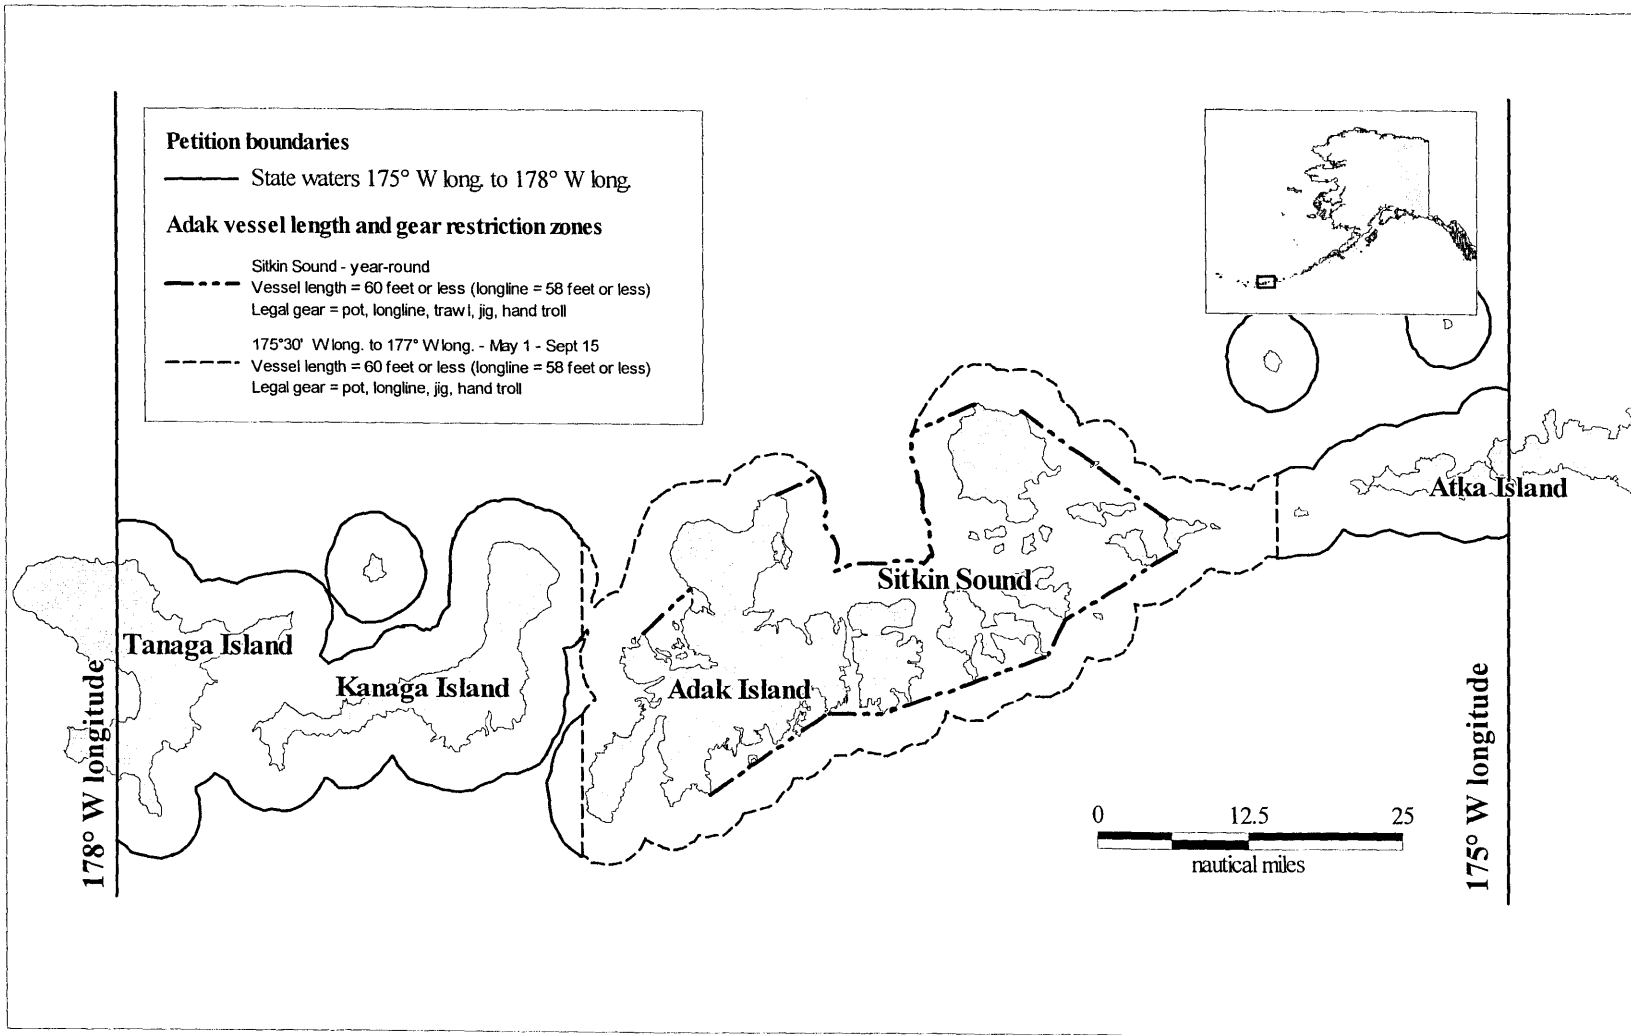 Petition boundaries
State waters 175° W long. to 178° W long.
Adak vessel length and gear restriction zones
Sitkin Sound - year-round
Vessel length = 60 feet or less (longline = 58 feet or less)
Legal gear = pot, longline, trawl, jig, hand troll
175°30' W long. to 177° W long. - May 1 - Sept 15
Vessel length = 60 feet or less (longline = 58 feet or less)
Legal gear = pot, longline, jig, hand troll
Atka Island
Sitkin Sound
Tanaga Island
Kanaga Island
Adak Island
178° W longitude
175° W longitude
0 12.5 25
nautical miles